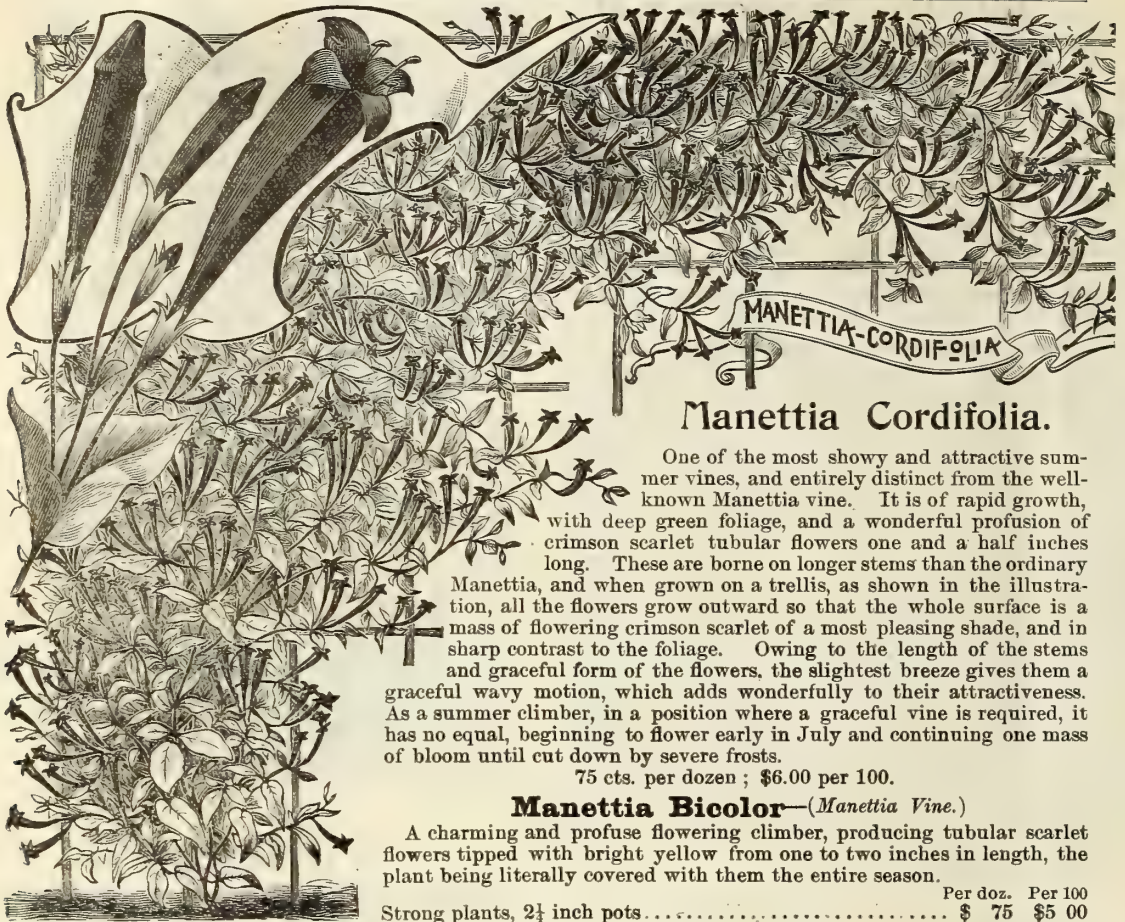 MANETTIA-CORDIFOLIA
Manettia Cordifolia.
One of the most showy and attractive sum-
mer vines, and entirely distinct from the well-
known Manettia vine. It is of rapid growth,
with deep green foliage, and a wonderful profusion of
crimson scarlet tubular flowers one and a half inches
long. These are borne on longer stems than the ordinary
Manettia, and when grown on a trellis, as shown in the illustra-
tion, all the flowers grow outward so that the whole surface is a
mass of flowering crimson scarlet of a most pleasing shade, and in
sharp contrast to the foliage. Owing to the length of the stems
and graceful form of the flowers, the slightest breeze gives them a
graceful wavy motion, which adds wonderfully to their attractiveness.
As a summer climber, in a position where a graceful vine is required, it
has no equal, beginning to flower early in July and continuing one mass
of bloom until cut down by severe frosts.
75 cts. per dozen ; $6.00 per 100.
Manettia Bicolor—(Manettia Vine.)
A charming and profuse flowering climber, producing tubular scarlet
flowers tipped with bright yellow from one to two inches in length, the
plant being literally covered with them the entire season.
Per doz. Per 100
Strong plants, 2½ inch pots........................................ $ 75 $5 00